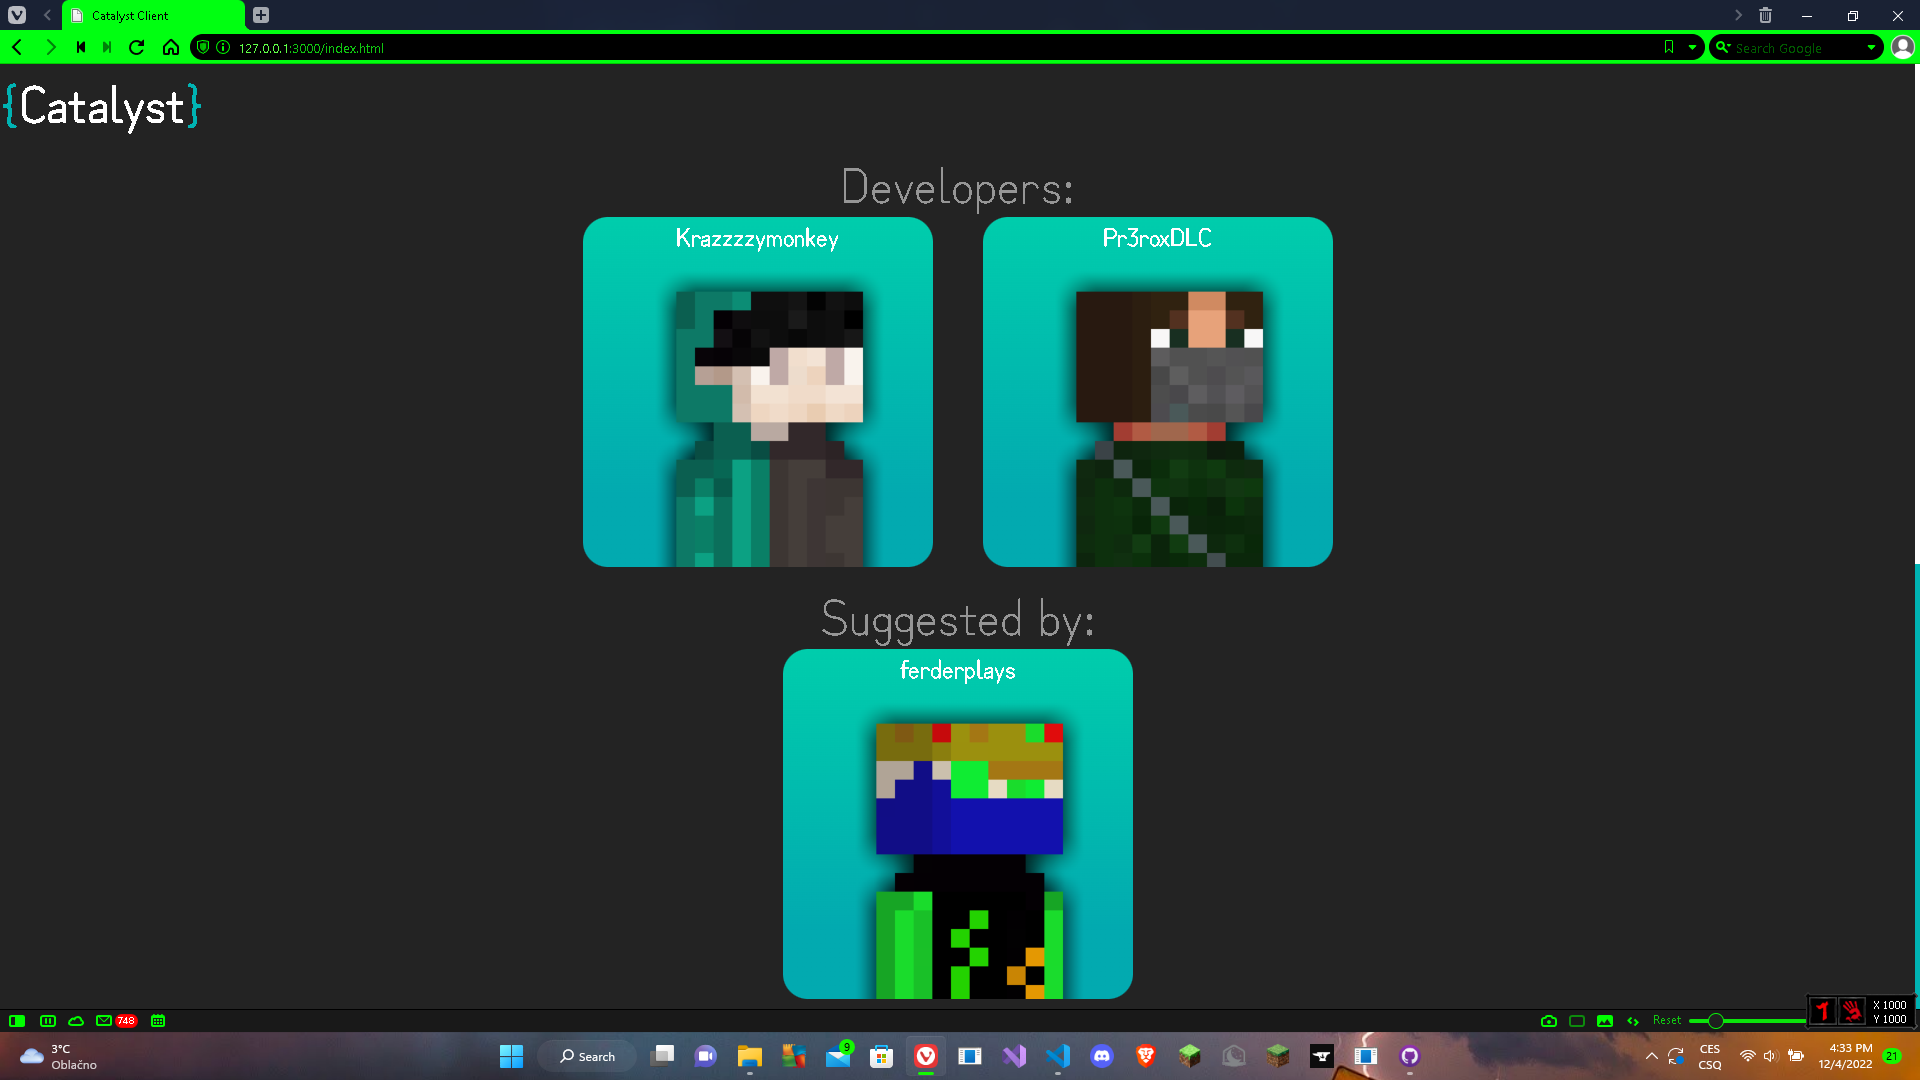 Catalyst Client
127.0.0.1:3000/index.html
Search Google
{Catalyst}
Developers:
Krazzzzymonkey
Pr3roxDLC
Suggested by:
ferderplays
748
Reset
X 1000
Y 1000
3°C
Oblačno
Search
9
CES
CSQ
4:33 PM
12/4/2022
21